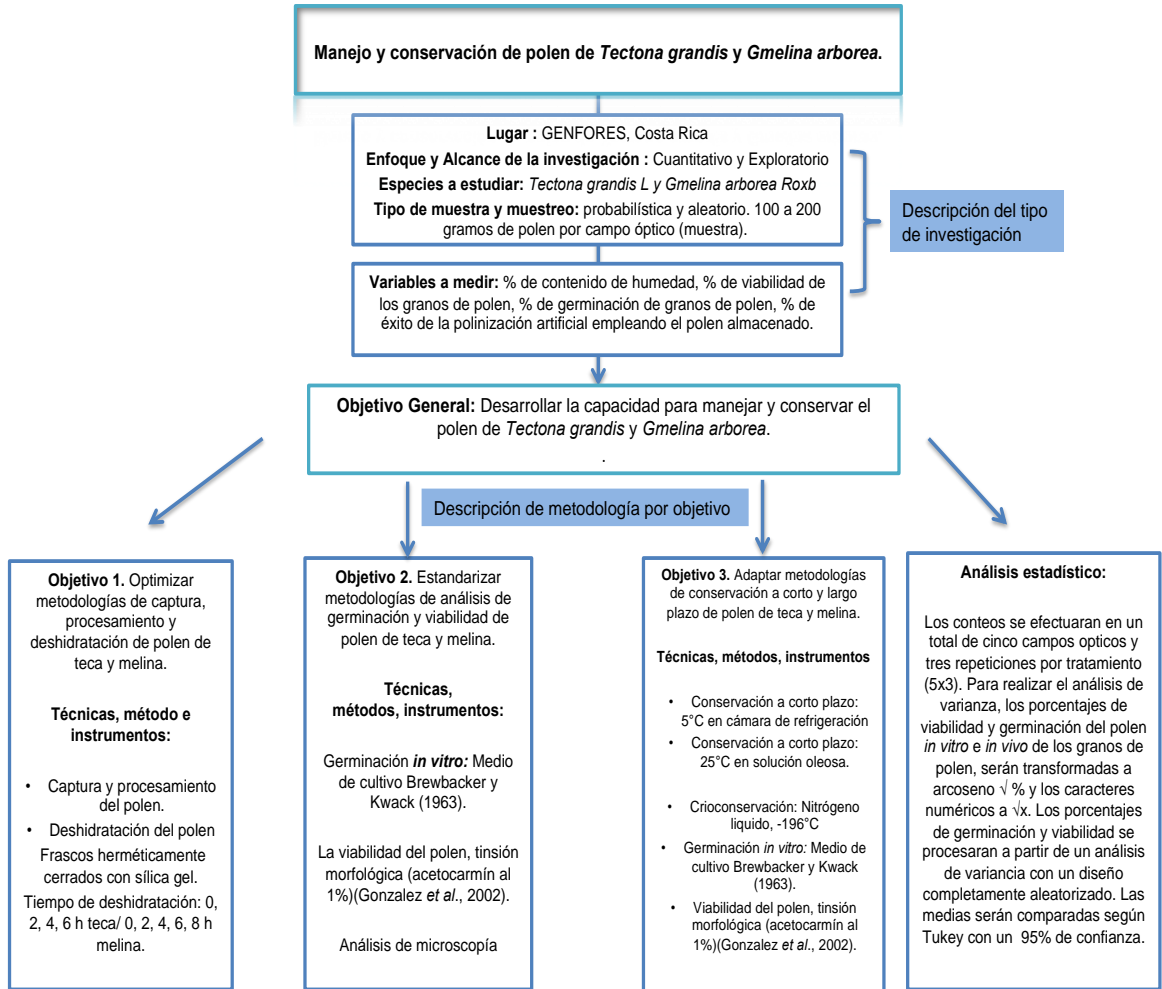 Manejo y conservación de polen de Tectona grandis y Gmelina arborea.
Lugar : GENFORES, Costa Rica
Enfoque y Alcance de la investigación : Cuantitativo y Exploratorio
Especies a estudiar: Tectona grandis L y Gmelina arborea Roxb
Tipo de muestra y muestreo: probabilística y aleatorio. 100 a 200
gramos de polen por campo óptico (muestra).
Descripción del tipo
de investigación
Variables a medir: % de contenido de humedad, % de viabilidad de
los granos de polen, % de germinación de granos de polen, % de
éxito de la polinización artificial empleando el polen almacenado.
Objetivo General: Desarrollar la capacidad para manejar y conservar el
polen de Tectona grandis y Gmelina arborea.
.
Descripción de metodología por objetivo
Objetivo 1. Optimizar
metodologías de captura,
procesamiento y
deshidratación de polen de
teca y melina.
Técnicas, método e
instrumentos:
• Captura y procesamiento
del polen.
• Deshidratación del polen
Frascos herméticamente
cerrados con sílica gel.
Tiempo de deshidratación: 0,
2, 4, 6 h teca/ 0, 2, 4, 6, 8 h
melina.
Objetivo 2. Estandarizar
metodologías de análisis de
germinación y viabilidad de
polen de teca y melina.
Técnicas,
métodos, instrumentos:
Germinación in vitro: Medio
de cultivo Brewbacker y
Kwack (1963).
La viabilidad del polen, tinsión
morfológica (acetocarmín al
1%)(Gonzalez et al., 2002).
Análisis de microscopía
Objetivo 3. Adaptar metodologías
de conservación a corto y largo
plazo de polen de teca y melina.
Técnicas, métodos, instrumentos
• Conservación a corto plazo:
5°C en cámara de refrigeración
• Conservación a corto plazo:
25°C en solución oleosa.
• Crioconservación: Nitrógeno
liquido, -196°C
• Germinación in vitro: Medio de
cultivo Brewbacker y Kwack
(1963).
• Viabilidad del polen, tinsión
morfológica (acetocarmín al
1%)(Gonzalez et al., 2002).
Análisis estadístico:
Los conteos se efectuaran en un
total de cinco campos opticos y
tres repeticiones por tratamiento
(5x3). Para realizar el análisis de
varianza, los porcentajes de
viabilidad y germinación del polen
in vitro e in vivo de los granos de
polen, serán transformadas a
arcoseno √ % y los caracteres
numéricos a √x. Los porcentajes
de germinación y viabilidad se
procesaran a partir de un análisis
de variancia con un diseño
completamente aleatorizado. Las
medias serán comparadas según
Tukey con un 95% de confianza.